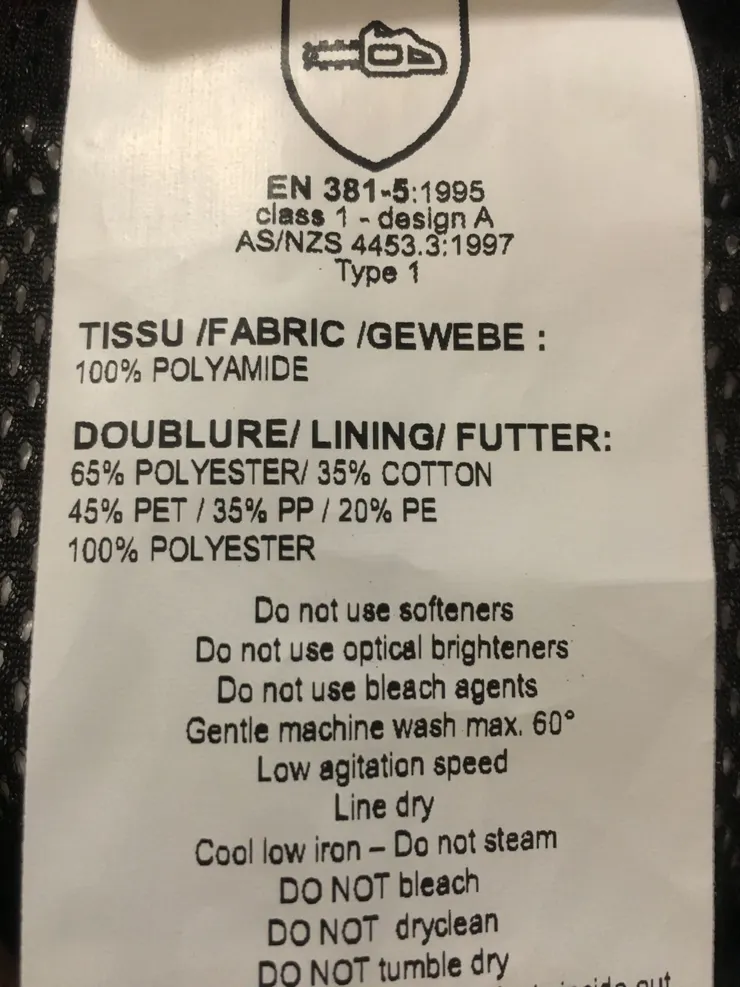 EN 381-5:1995
class 1 - design A
AS/NZS 4453.3:1997
Type 1
TISSU /FABRIC /GEWEBE :
100% POLYAMIDE
DOUBLURE/ LINING/ FUTTER:
65% POLYESTER/ 35% COTTON
45% PET / 35% PP / 20% PE
100% POLYESTER
Do not use softeners
Do not use optical brighteners
Do not use bleach agents
Gentle machine wash max. 60°
Low agitation speed
Line dry
Cool low iron – Do not steam
DO NOT bleach
DO NOT dryclean
DO NOT tumble dry
inside out